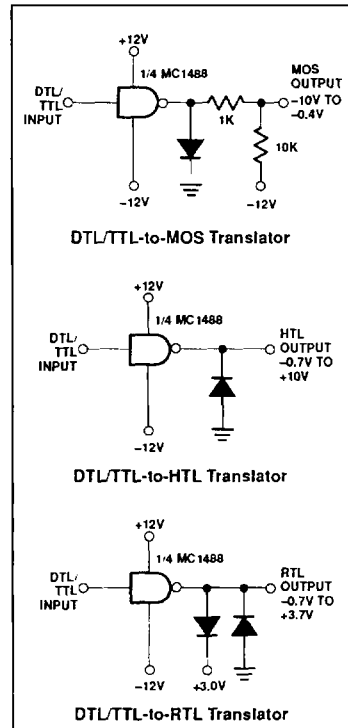 +12V
1/4 MC1488
DTL/
TTL
INPUT
MOS
OUTPUT
–10V TO
–0.4V
1K
10K
–12V
–12V
DTL/TTL-to-MOS Translator
+12V
1/4 MC1488
DTL/
TTL
INPUT
HTL
OUTPUT
–0.7V TO
+10V
–12V
DTL/TTL-to-HTL Translator
+12V
1/4 MC1488
DTL/
TTL
INPUT
RTL
OUTPUT
–0.7V TO
+3.7V
–12V
+3.0V
DTL/TTL-to-RTL Translator